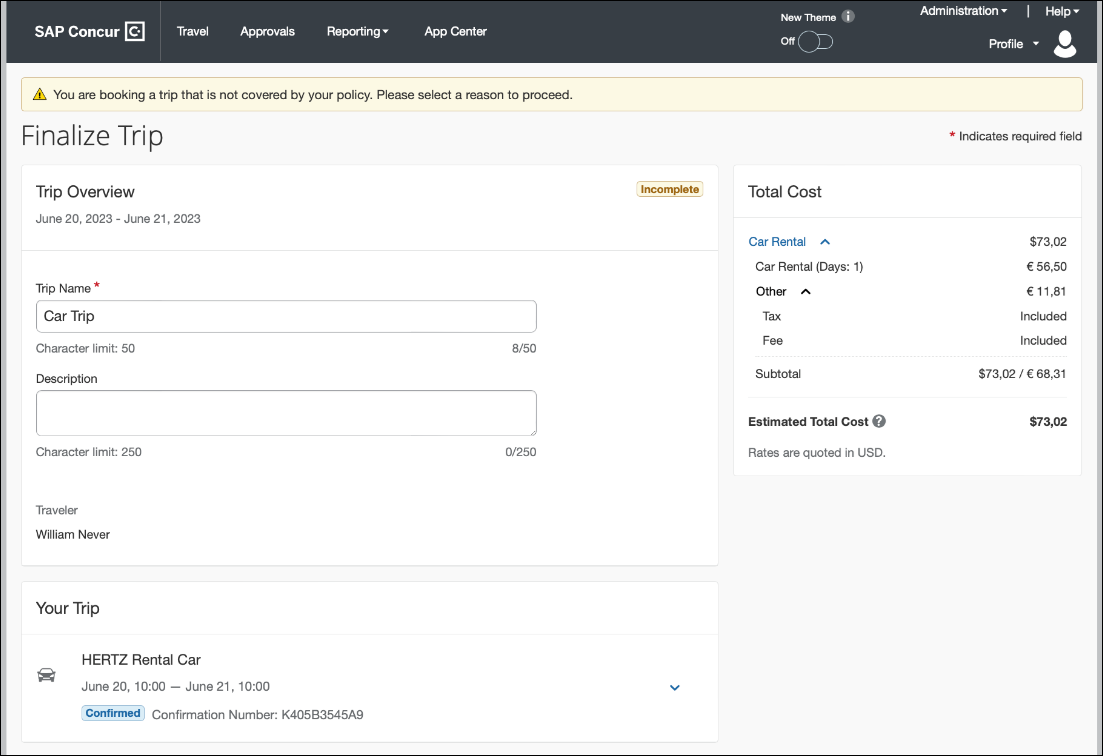 SAP Concur C
Travel
Approvals
Reporting
App Center
New Theme
Off
Administration
|
Help
Profile
You are booking a trip that is not covered by your policy. Please select a reason to proceed.
Finalize Trip
* Indicates required field
Trip Overview
Incomplete
June 20, 2023 - June 21, 2023
Trip Name *
Car Trip
Character limit: 50
8/50
Description
Character limit: 250
0/250
Traveler
William Never
Your Trip
HERTZ Rental Car
June 20, 10:00 — June 21, 10:00
Confirmed Confirmation Number: K405B3545A9
Total Cost
Car Rental $73,02
Car Rental (Days: 1) € 56,50
Other € 11,81
Tax Included
Fee Included
Subtotal $73,02 / € 68,31
Estimated Total Cost ? $73,02
Rates are quoted in USD.